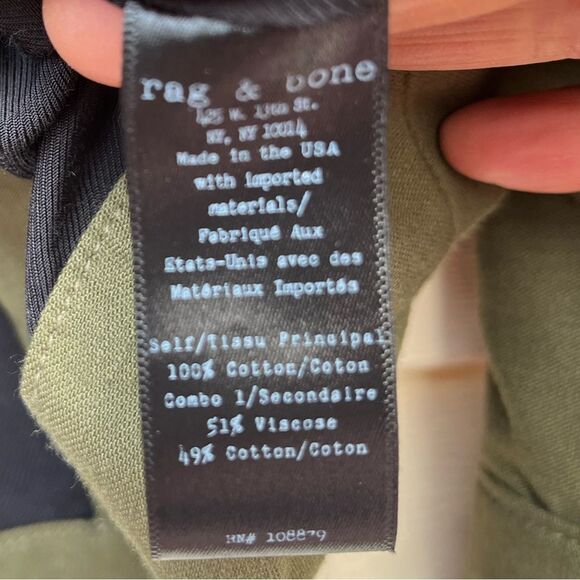 rag & bone
425 W. 13th St.
NY, NY 10014
Made in the USA
with imported
materials/
Fabriqué Aux
États-Unis avec des
Matériaux Importés
Self/Tissu Principal
100% Cotton/Coton
Combo 1/Secondaire
51% Viscose
49% Cotton/Coton
RN# 108879